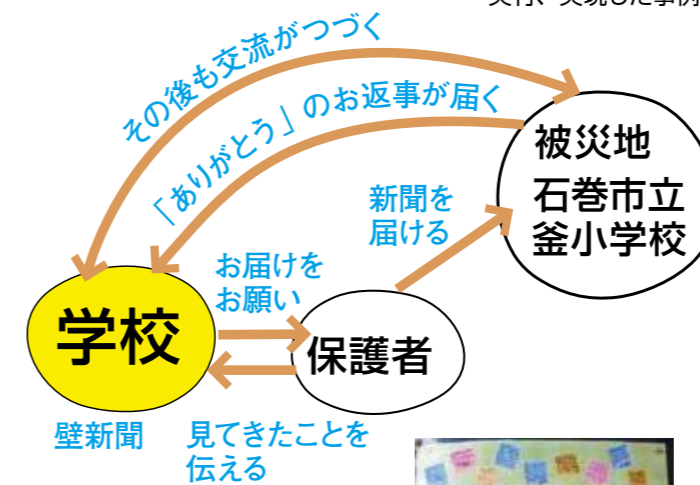 その後も交流がつづく
「ありがとう」のお返事が届く
被災地
石巻市立
釜小学校
新聞を
届ける
お届けを
お願い
学校
保護者
壁新聞
見てきたことを
伝える